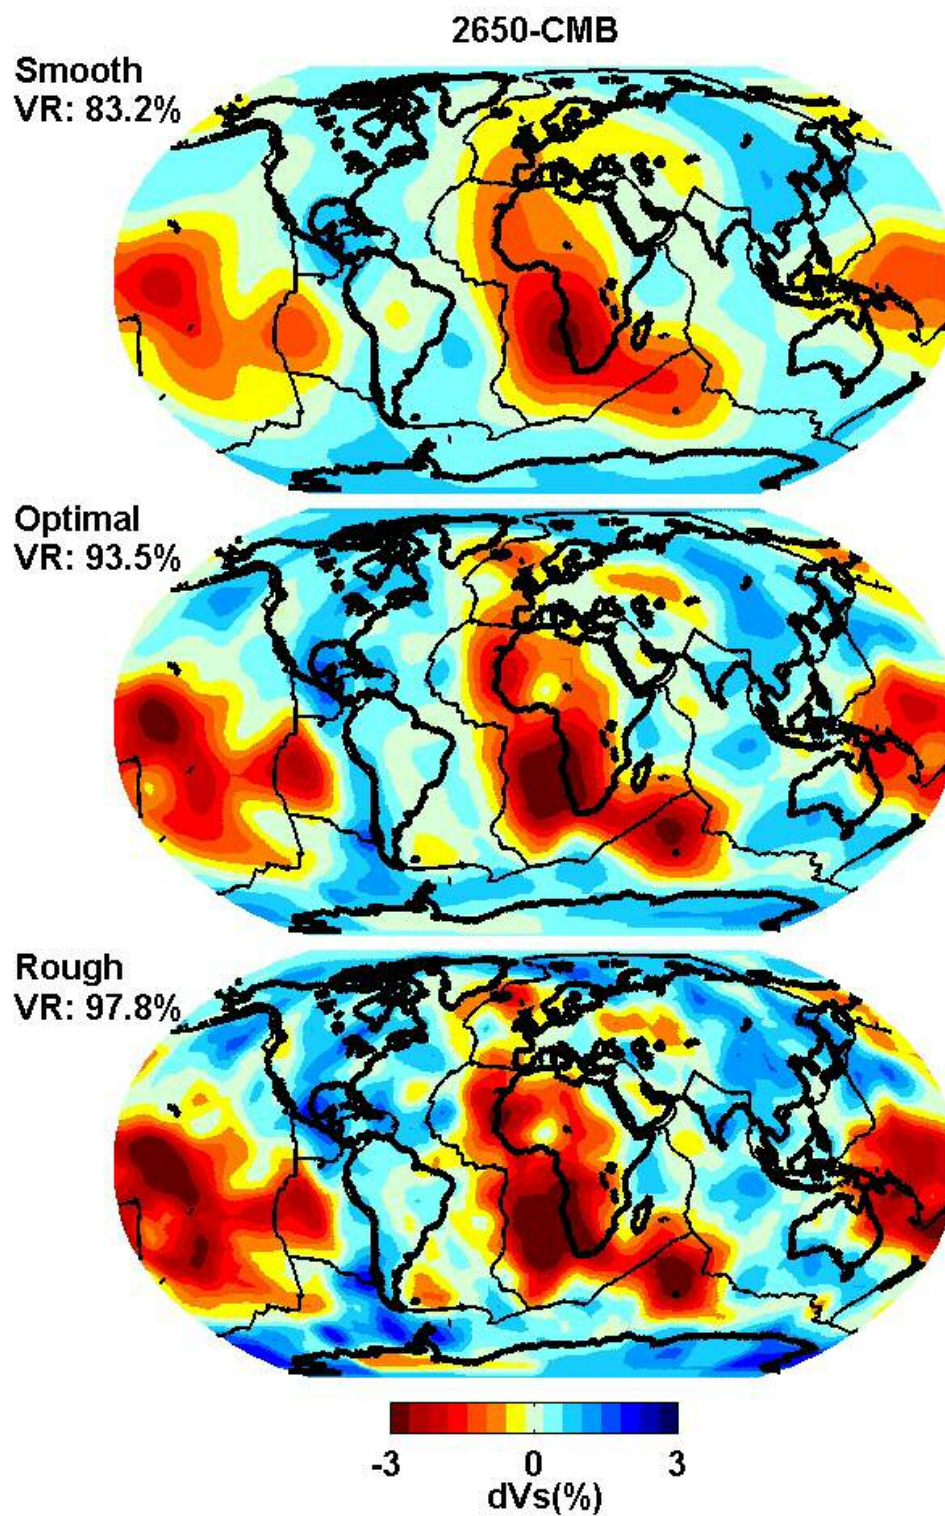 2650-CMB
Smooth
VR: 83.2%
Optimal
VR: 93.5%
Rough
VR: 97.8%
-3 0 3
dVs(%)